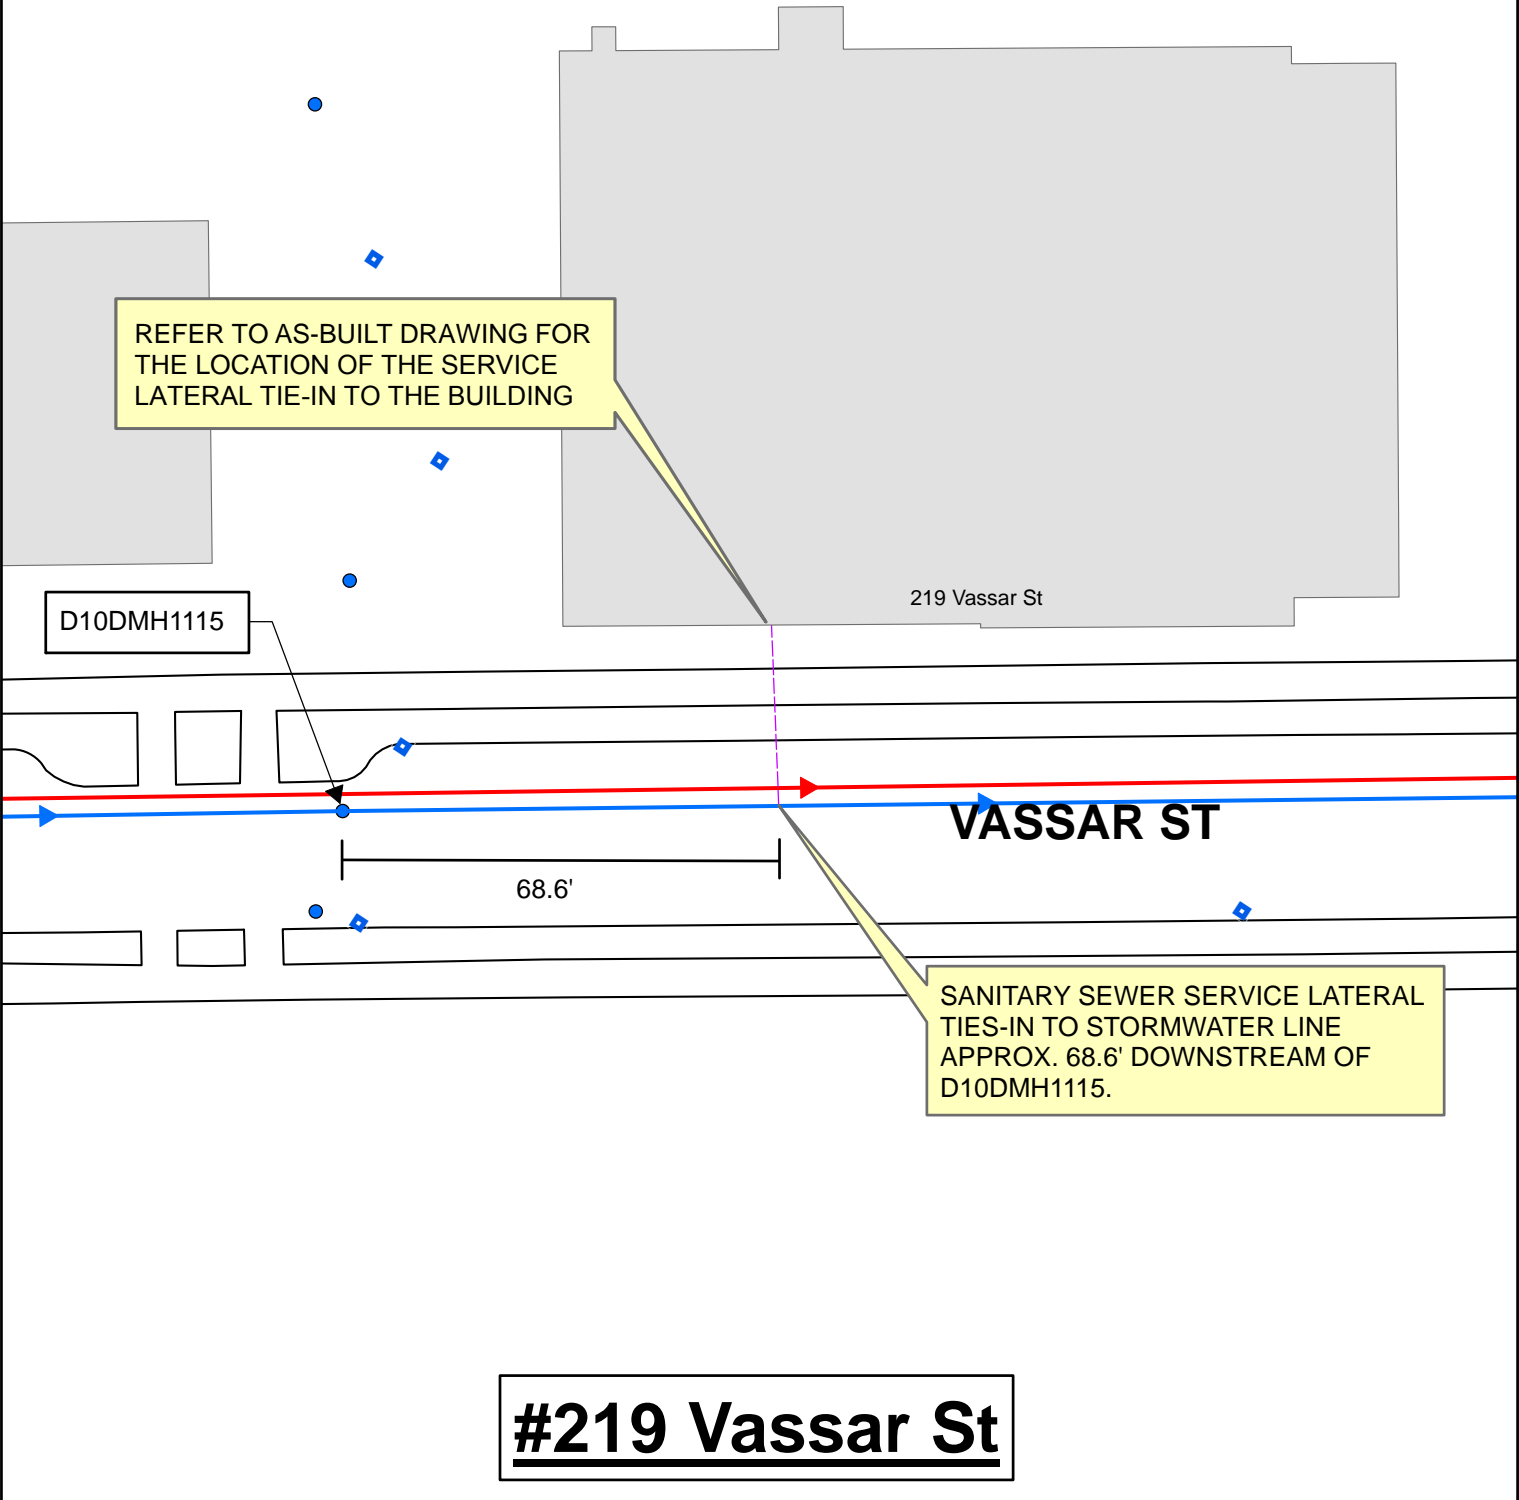 REFER TO AS-BUILT DRAWING FOR
THE LOCATION OF THE SERVICE
LATERAL TIE-IN TO THE BUILDING
219 Vassar St
D10DMH1115
VASSAR ST
68.6'
SANITARY SEWER SERVICE LATERAL
TIES-IN TO STORMWATER LINE
APPROX. 68.6' DOWNSTREAM OF
D10DMH1115.
#219 Vassar St